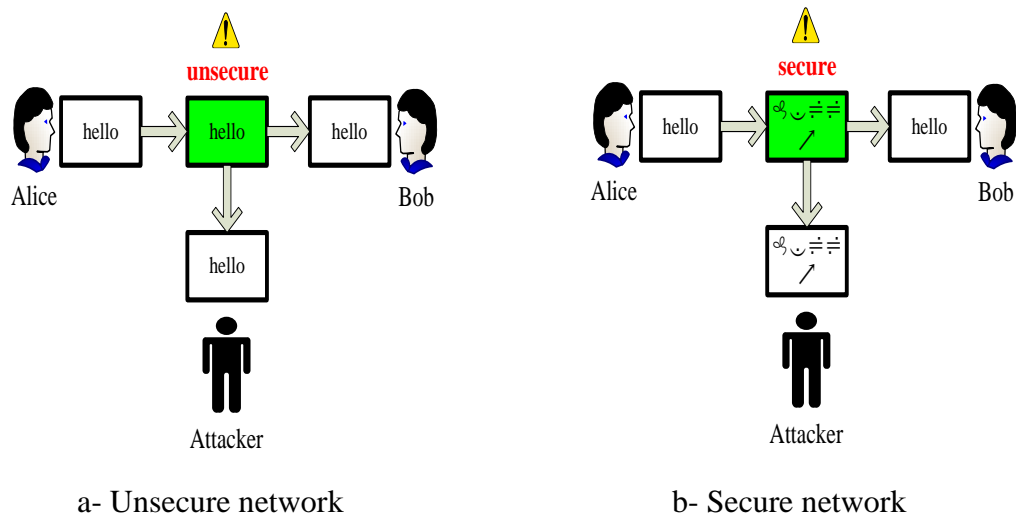 unsecure
hello
hello
hello
Alice
Bob
hello
Attacker
a- Unsecure network
secure
hello
hello
Alice
Bob
Attacker
b- Secure network